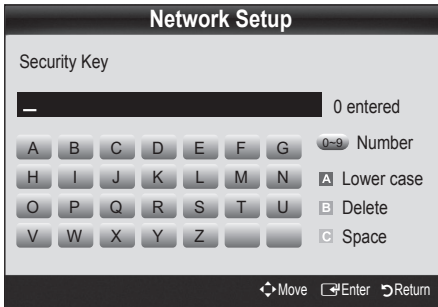 Network Setup
Security Key
0 entered
A B C D E F G 0~9 Number
H I J K L M N A Lower case
O P Q R S T U B Delete
V W X Y Z C Space
Move Enter Return